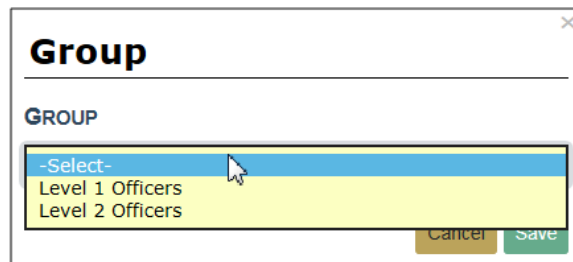 ×
Group
GROUP
-Select-
Level 1 Officers
Level 2 Officers
Cancel Save